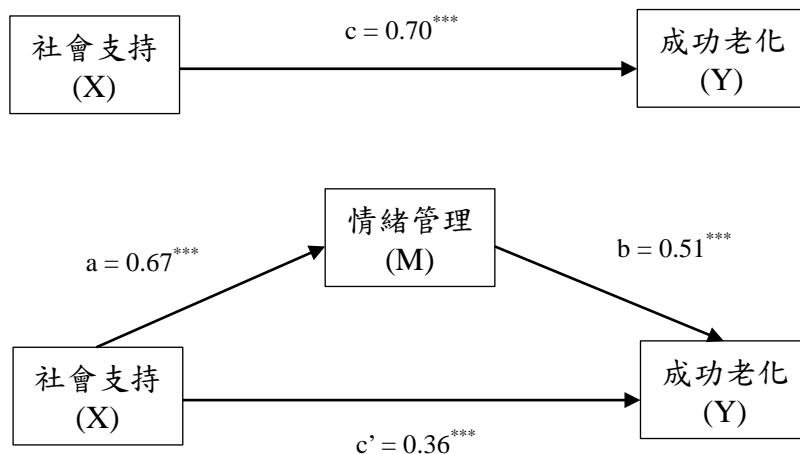 社會支持
(X)
c = 0.70***
成功老化
(Y)
情緒管理
(M)
a = 0.67***
b = 0.51***
社會支持
(X)
成功老化
(Y)
c’ = 0.36***